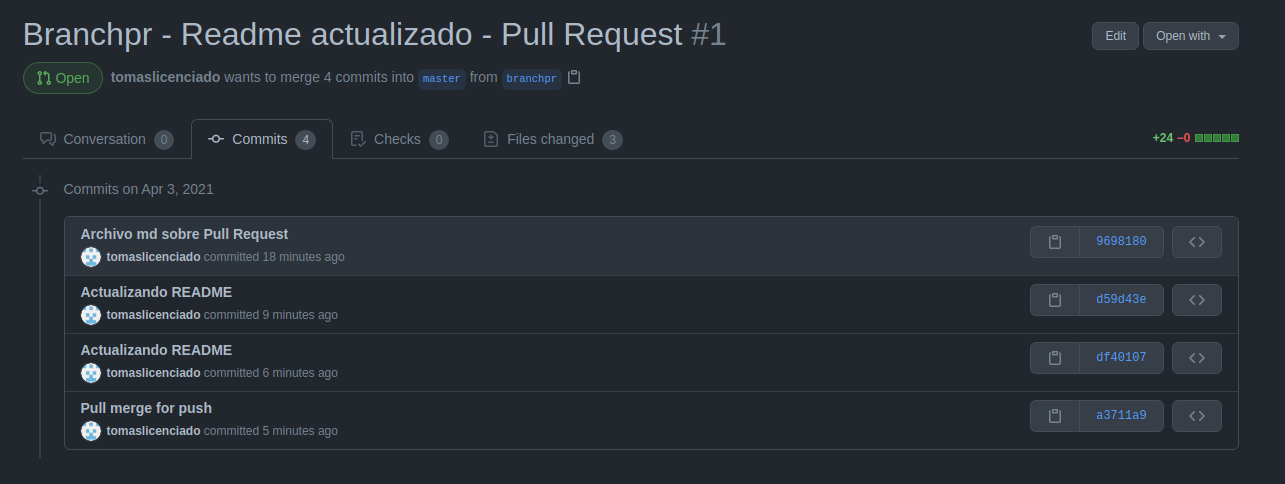 Branchpr - Readme actualizado - Pull Request #1
Edit Open with
Open tomaslicenciado wants to merge 4 commits into master from branchpr
Conversation 0 Commits 4 Checks 0 Files changed 3 +24 −0
Commits on Apr 3, 2021
Archivo md sobre Pull Request
tomaslicenciado committed 18 minutes ago
9698180
Actualizando README
tomaslicenciado committed 9 minutes ago
d59d43e
Actualizando README
tomaslicenciado committed 6 minutes ago
df40107
Pull merge for push
tomaslicenciado committed 5 minutes ago
a3711a9